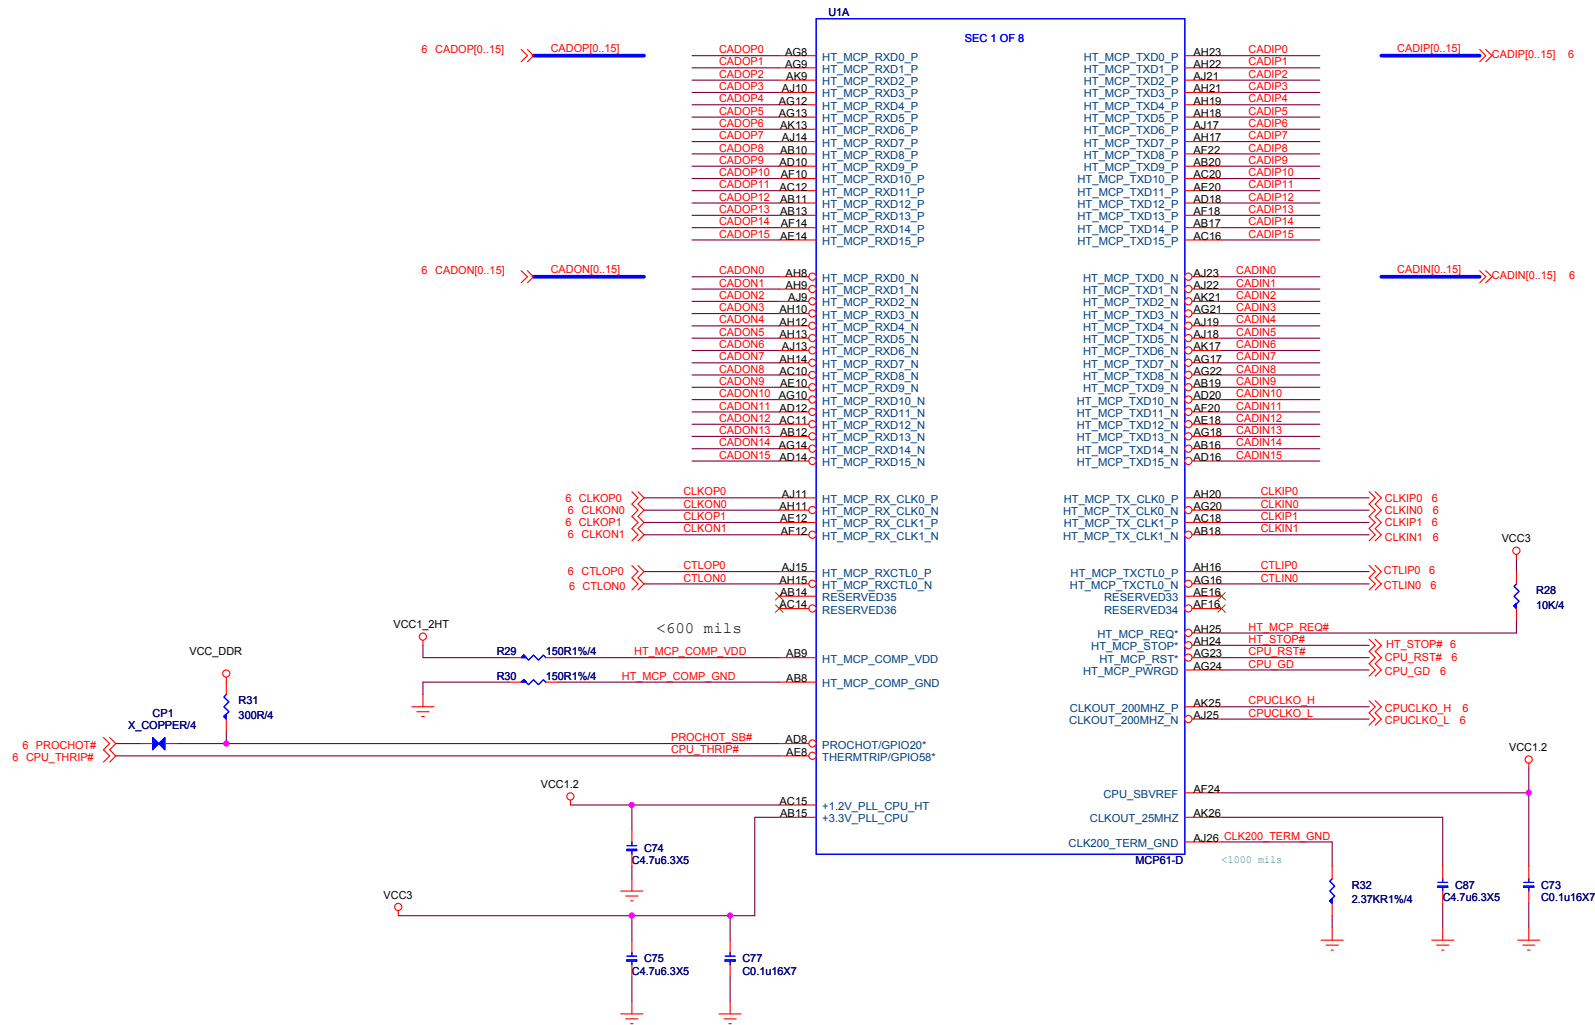 U1A
SEC 1 OF 8
6 CADOP[0..15] CADOP[0..15]
CADIP[0..15] CADIP[0..15] 6
CADOP0 AG8 HT_MCP_RXD0_P HT_MCP_TXD0_P AH23 CADIP0
CADOP1 AG9 HT_MCP_RXD1_P HT_MCP_TXD1_P AH22 CADIP1
CADOP2 AK9 HT_MCP_RXD2_P HT_MCP_TXD2_P AJ21 CADIP2
CADOP3 AJ10 HT_MCP_RXD3_P HT_MCP_TXD3_P AH21 CADIP3
CADOP4 AG12 HT_MCP_RXD4_P HT_MCP_TXD4_P AH19 CADIP4
CADOP5 AG13 HT_MCP_RXD5_P HT_MCP_TXD5_P AH18 CADIP5
CADOP6 AK13 HT_MCP_RXD6_P HT_MCP_TXD6_P AJ17 CADIP6
CADOP7 AJ14 HT_MCP_RXD7_P HT_MCP_TXD7_P AH17 CADIP7
CADOP8 AB10 HT_MCP_RXD8_P HT_MCP_TXD8_P AF22 CADIP8
CADOP9 AD10 HT_MCP_RXD9_P HT_MCP_TXD9_P AB20 CADIP9
CADOP10 AF10 HT_MCP_RXD10_P HT_MCP_TXD10_P AC20 CADIP10
CADOP11 AC12 HT_MCP_RXD11_P HT_MCP_TXD11_P AE20 CADIP11
CADOP12 AB11 HT_MCP_RXD12_P HT_MCP_TXD12_P AD18 CADIP12
CADOP13 AB13 HT_MCP_RXD13_P HT_MCP_TXD13_P AF18 CADIP13
CADOP14 AF14 HT_MCP_RXD14_P HT_MCP_TXD14_P AB17 CADIP14
CADOP15 AE14 HT_MCP_RXD15_P HT_MCP_TXD15_P AC16 CADIP15
6 CADON[0..15] CADON[0..15]
CADIN[0..15] CADIN[0..15] 6
CADON0 AH8 HT_MCP_RXD0_N HT_MCP_TXD0_N AJ23 CADIN0
CADON1 AH9 HT_MCP_RXD1_N HT_MCP_TXD1_N AJ22 CADIN1
CADON2 AJ9 HT_MCP_RXD2_N HT_MCP_TXD2_N AK21 CADIN2
CADON3 AH10 HT_MCP_RXD3_N HT_MCP_TXD3_N AG21 CADIN3
CADON4 AH12 HT_MCP_RXD4_N HT_MCP_TXD4_N AJ19 CADIN4
CADON5 AH13 HT_MCP_RXD5_N HT_MCP_TXD5_N AJ18 CADIN5
CADON6 AJ13 HT_MCP_RXD6_N HT_MCP_TXD6_N AK17 CADIN6
CADON7 AH14 HT_MCP_RXD7_N HT_MCP_TXD7_N AG17 CADIN7
CADON8 AC10 HT_MCP_RXD8_N HT_MCP_TXD8_N AG22 CADIN8
CADON9 AE10 HT_MCP_RXD9_N HT_MCP_TXD9_N AB19 CADIN9
CADON10 AG10 HT_MCP_RXD10_N HT_MCP_TXD10_N AD20 CADIN10
CADON11 AD12 HT_MCP_RXD11_N HT_MCP_TXD11_N AF20 CADIN11
CADON12 AC11 HT_MCP_RXD12_N HT_MCP_TXD12_N AE18 CADIN12
CADON13 AB12 HT_MCP_RXD13_N HT_MCP_TXD13_N AG18 CADIN13
CADON14 AG14 HT_MCP_RXD14_N HT_MCP_TXD14_N AB16 CADIN14
CADON15 AD14 HT_MCP_RXD15_N HT_MCP_TXD15_N AD16 CADIN15
6 CLKOP0 CLKOP0 AJ11 HT_MCP_RX_CLK0_P HT_MCP_TX_CLK0_P AH20 CLKIP0 CLKIP0 6
6 CLKON0 CLKON0 AH11 HT_MCP_RX_CLK0_N HT_MCP_TX_CLK0_N AG20 CLKIN0 CLKIN0 6
6 CLKOP1 CLKOP1 AE12 HT_MCP_RX_CLK1_P HT_MCP_TX_CLK1_P AC18 CLKIP1 CLKIP1 6
6 CLKON1 CLKON1 AF12 HT_MCP_RX_CLK1_N HT_MCP_TX_CLK1_N AB18 CLKIN1 CLKIN1 6
VCC3
6 CTLOP0 CTLOP0 AJ15 HT_MCP_RXCTL0_P HT_MCP_TXCTL0_P AH16 CTLIP0 CTLIP0 6
6 CTLON0 CTLON0 AH15 HT_MCP_RXCTL0_N HT_MCP_TXCTL0_N AG16 CTLIN0 CTLIN0 6
AB14 RESERVED35 RESERVED33 AE16
AC14 RESERVED36 RESERVED34 AF16
R28
10K/4
VCC1_2HT
<600 mils
HT_MCP_REQ* AH25 HT_MCP_REQ#
HT_MCP_STOP* AH24 HT_STOP# HT_STOP# 6
HT_MCP_RST* AG23 CPU_RST# CPU_RST# 6
HT_MCP_PWRGD AG24 CPU_GD CPU_GD 6
VCC_DDR
R29 150R1%/4 HT_MCP_COMP_VDD AB9 HT_MCP_COMP_VDD
R30 150R1%/4 HT_MCP_COMP_GND AB8 HT_MCP_COMP_GND
R31
300R/4
CLKOUT_200MHZ_P AK25 CPUCLKO_H CPUCLKO_H 6
CLKOUT_200MHZ_N AJ25 CPUCLKO_L CPUCLKO_L 6
CP1
X_COPPER/4
6 PROCHOT# PROCHOT_SB# AD8 PROCHOT/GPIO20*
6 CPU_THRIP# CPU_THRIP# AE8 THERMTRIP/GPIO58*
VCC1.2
VCC1.2
CPU_SBVREF AF24
AC15 +1.2V_PLL_CPU_HT
AB15 +3.3V_PLL_CPU
CLKOUT_25MHZ AK26
CLK200_TERM_GND AJ26 CLK200_TERM_GND
MCP61-D
<1000 mils
C74
C4.7u6.3X5
VCC3
R32
2.37KR1%/4
C87
C4.7u6.3X5
C73
C0.1u16X7
C75
C4.7u6.3X5
C77
C0.1u16X7